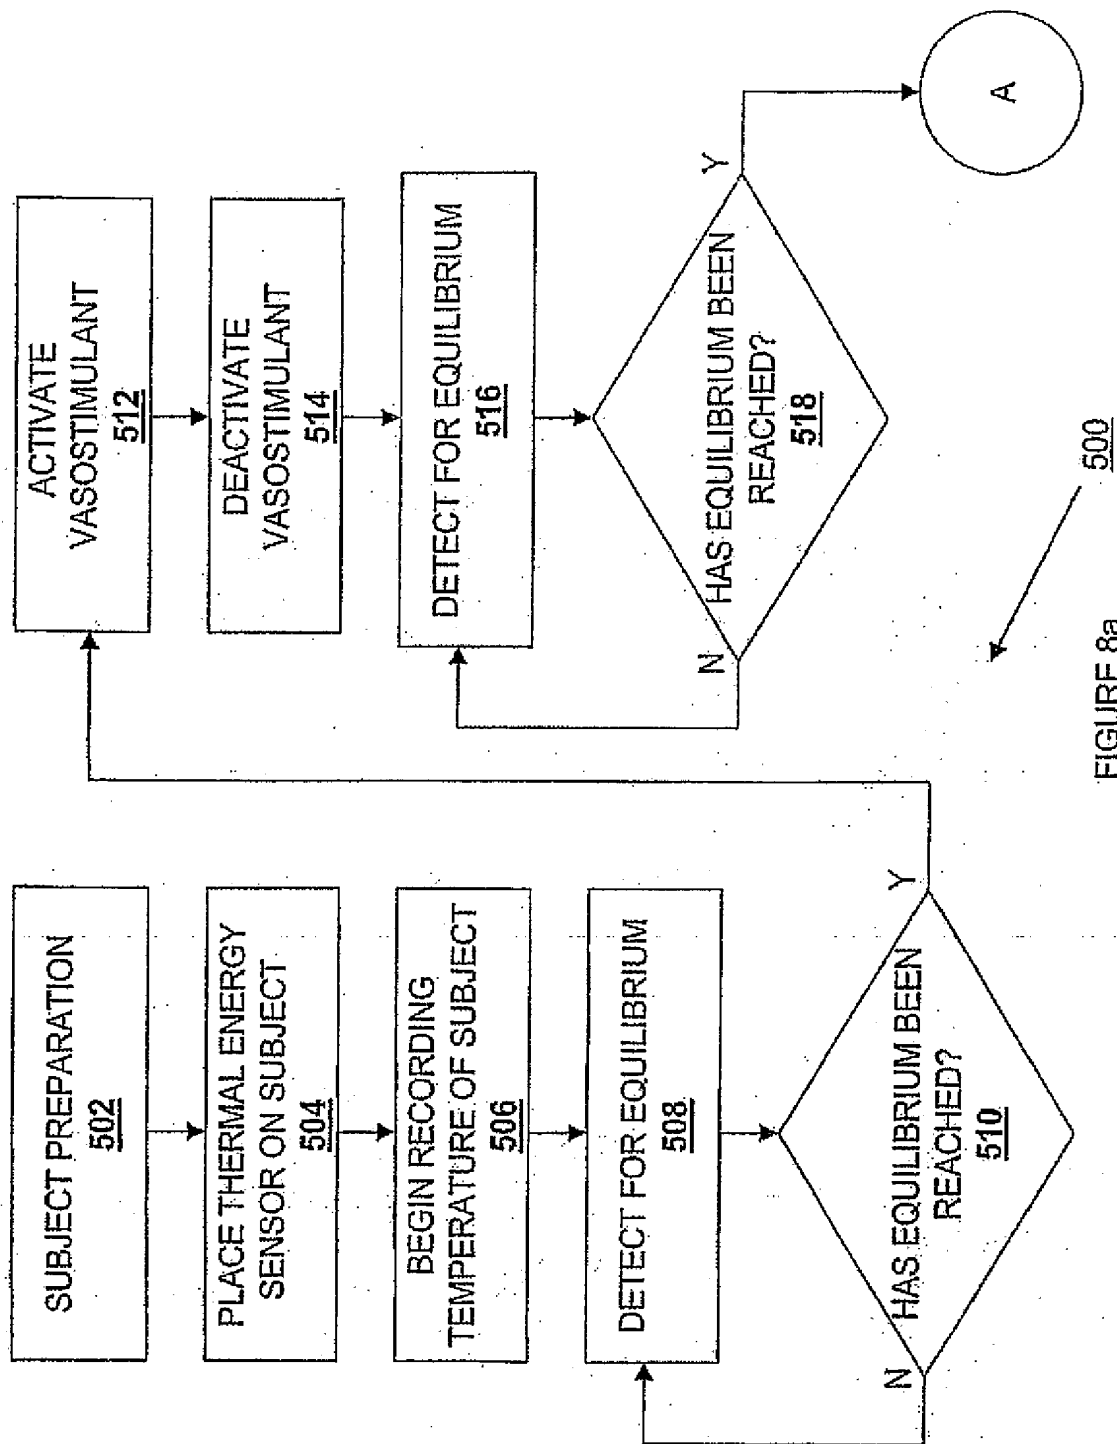 SUBJECT PREPARATION
502
PLACE THERMAL ENERGY
SENSOR ON SUBJECT
504
BEGIN RECORDING
TEMPERATURE OF SUBJECT
506
DETECT FOR EQUILIBRIUM
508
HAS EQUILIBRIUM BEEN
REACHED?
510
N
Y
ACTIVATE
VASOSTIMULANT
512
DEACTIVATE
VASOSTIMULANT
514
DETECT FOR EQUILIBRIUM
516
HAS EQUILIBRIUM BEEN
REACHED?
518
N
Y
A
500
FIGURE 8a